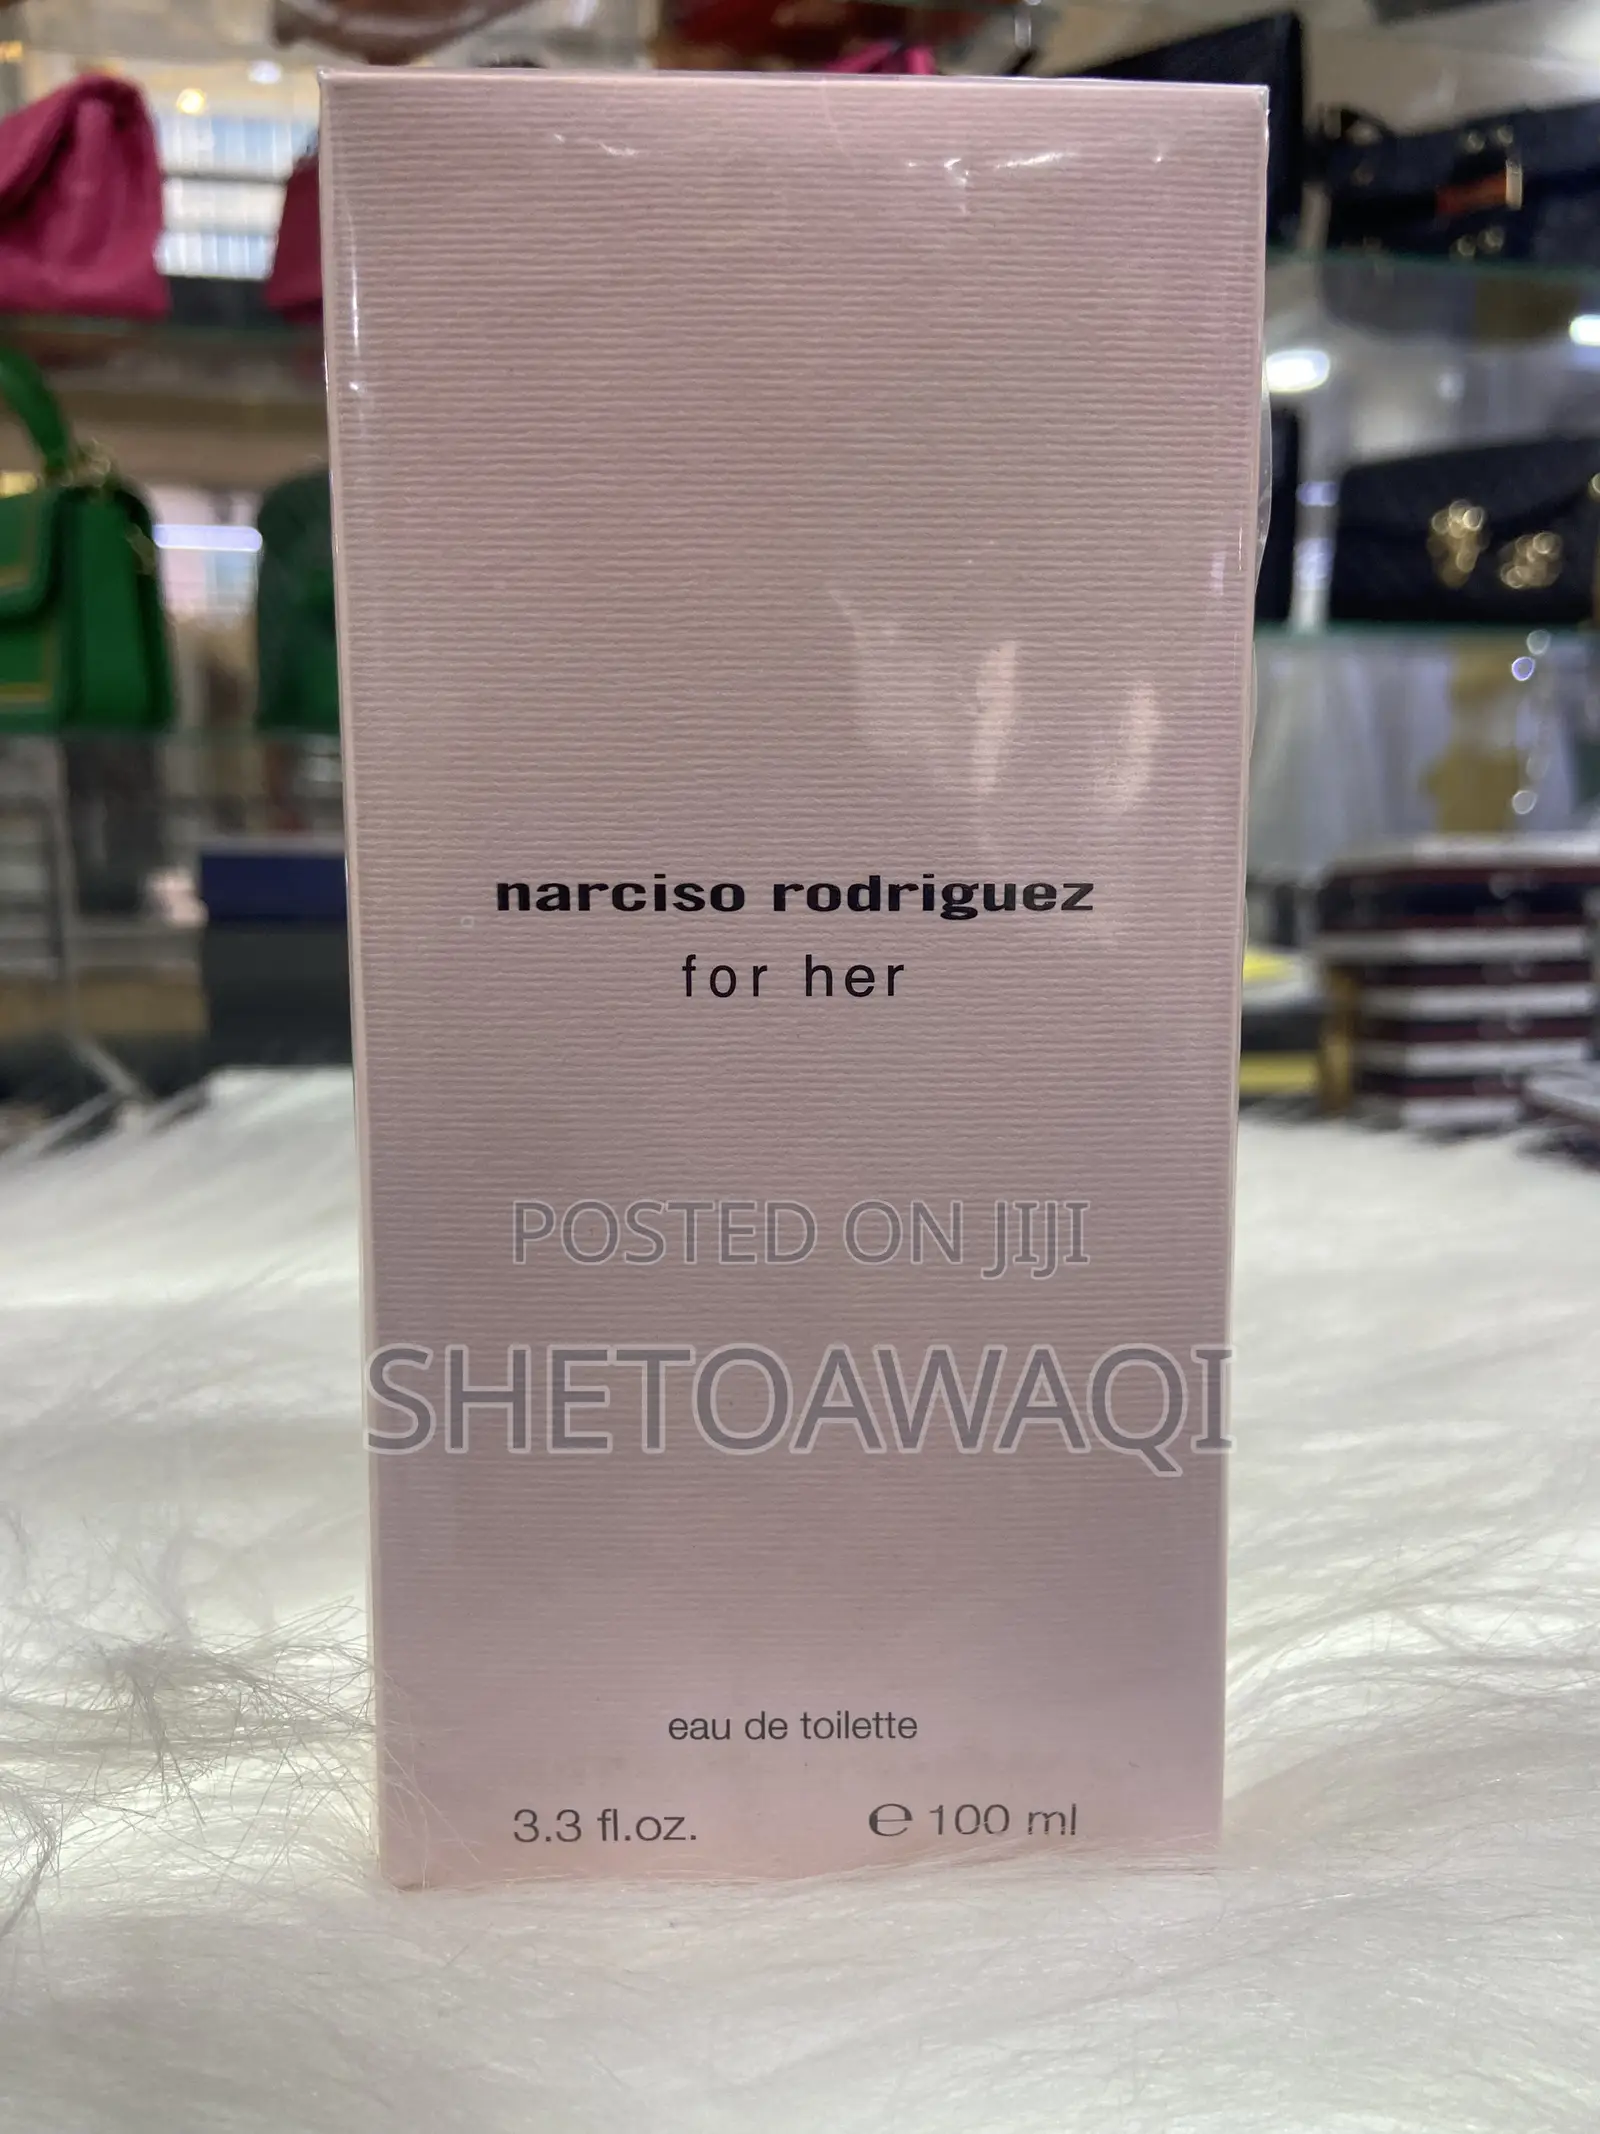 narciso rodriguez
for her
POSTED ON JIJI
SHETOAWAQI
eau de toilette
3.3 fl.oz. ℮ 100 ml